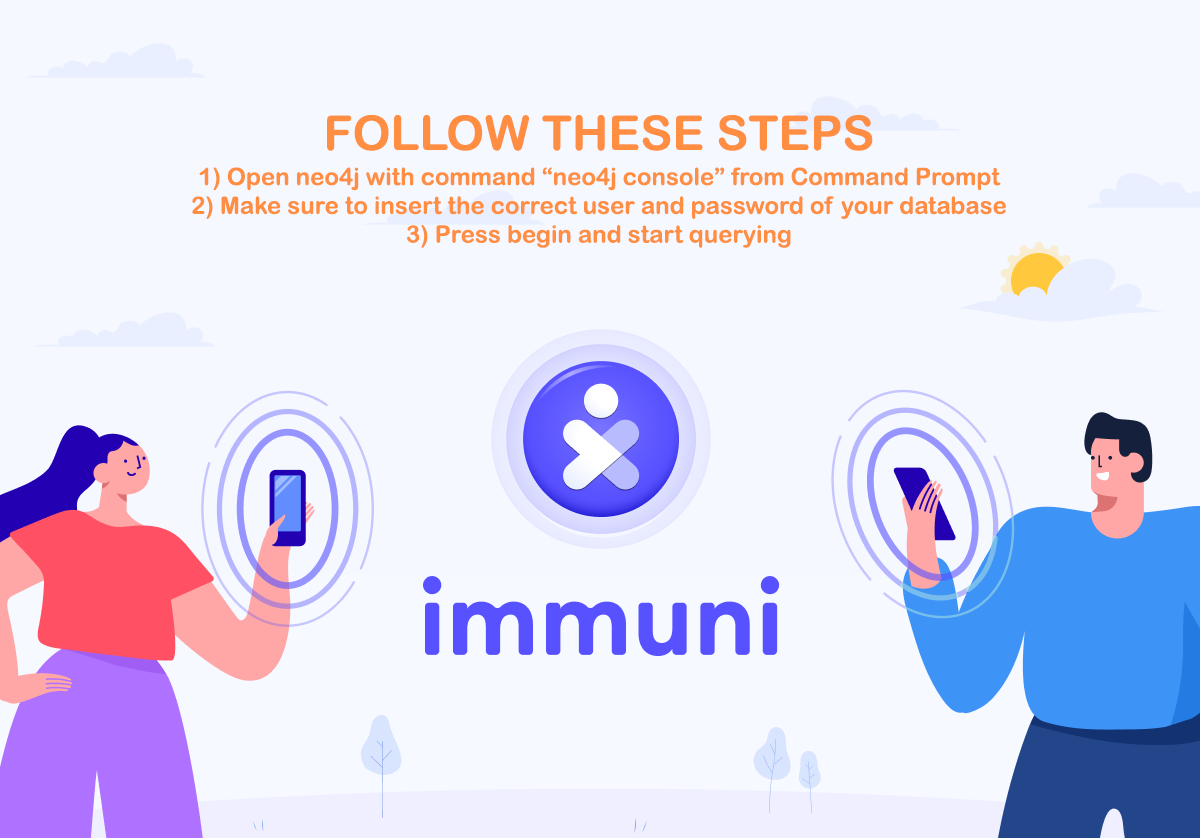 FOLLOW THESE STEPS
1) Open neo4j with command “neo4j console” from Command Prompt
2) Make sure to insert the correct user and password of your database
3) Press begin and start querying
immuni